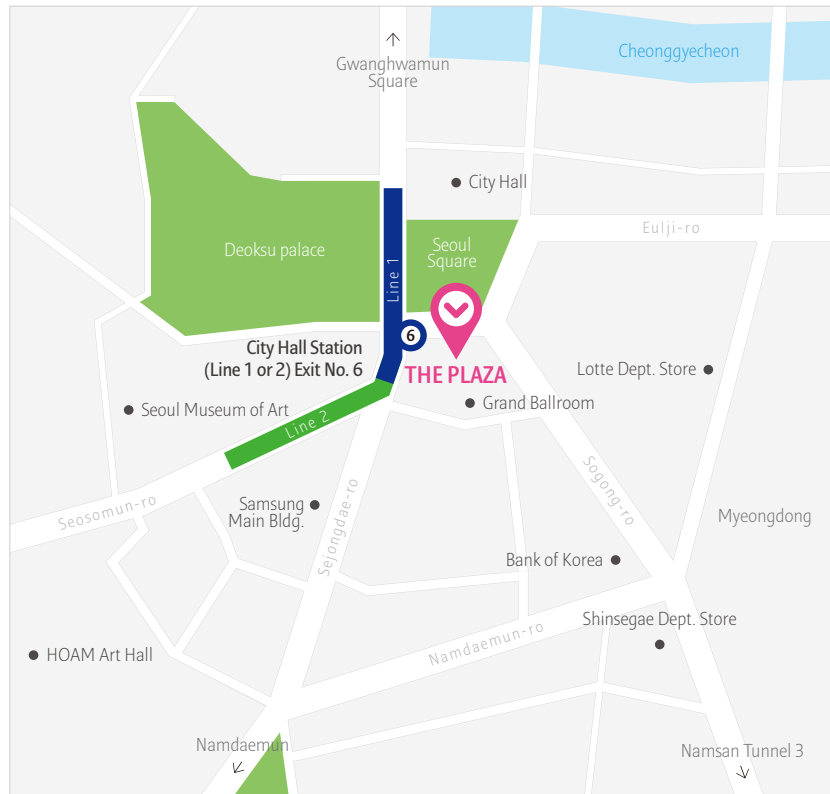 Cheonggyecheon
Gwanghwamun
Square
City Hall
Eulji-ro
Deoksu palace
Seoul
Square
Line 1
6
City Hall Station
(Line 1 or 2) Exit No. 6
THE PLAZA
Lotte Dept. Store
Grand Ballroom
Seoul Museum of Art
Line 2
Sogong-ro
Seosomun-ro
Samsung
Main Bldg.
Sejongdae-ro
Myeongdong
Bank of Korea
Shinsegae Dept. Store
Namdaemun-ro
HOAM Art Hall
Namdaemun
Namsan Tunnel 3